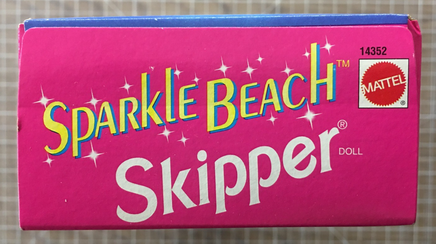 14352
MATTEL
®
SPARKLE BEACH™
Skipper®
DOLL